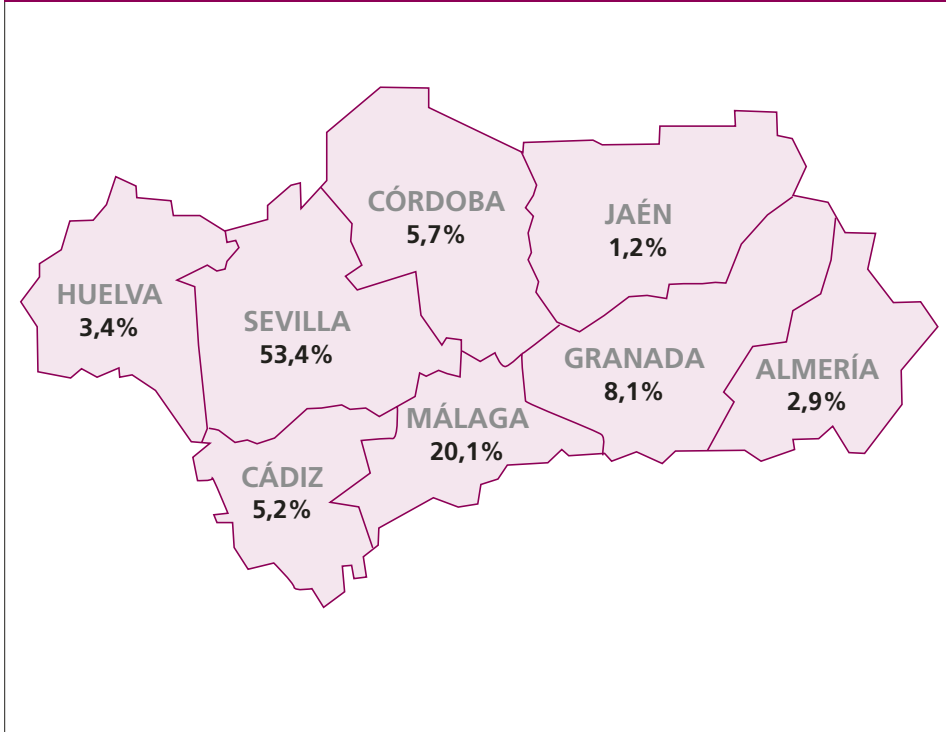 CÓRDOBA
5,7%
JAÉN
1,2%
HUELVA
3,4%
SEVILLA
53,4%
GRANADA
8,1%
ALMERÍA
2,9%
MÁLAGA
20,1%
CÁDIZ
5,2%